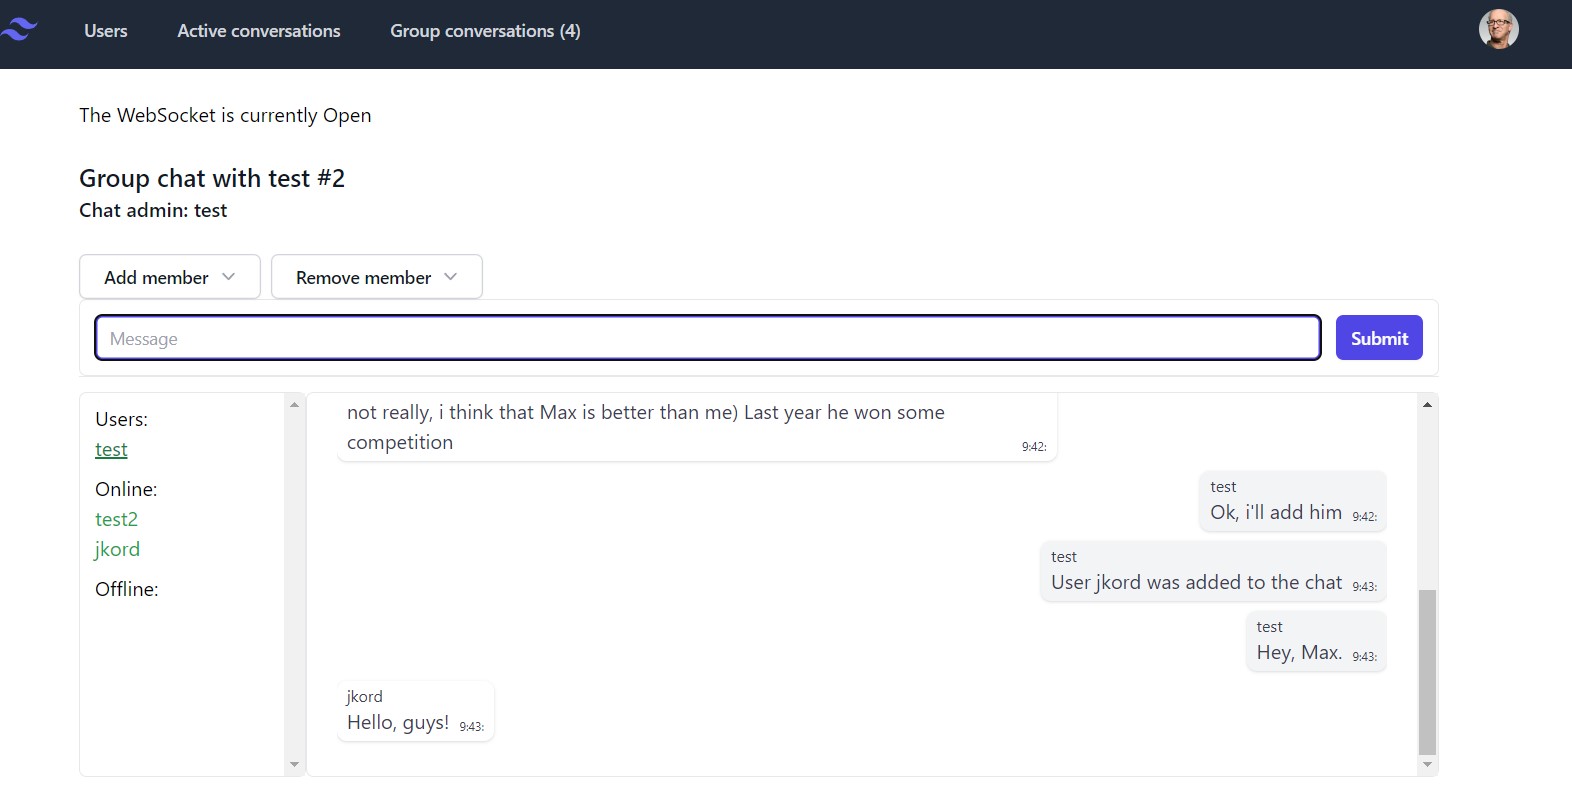 Users
Active conversations
Group conversations (4)
The WebSocket is currently Open
Group chat with test #2
Chat admin: test
Add member
Remove member
Message
Submit
Users:
test
Online:
test2
jkord
Offline:
not really, i think that Max is better than me) Last year he won some
competition 9:42:
test
Ok, i'll add him 9:42:
test
User jkord was added to the chat 9:43:
test
Hey, Max. 9:43:
jkord
Hello, guys! 9:43: